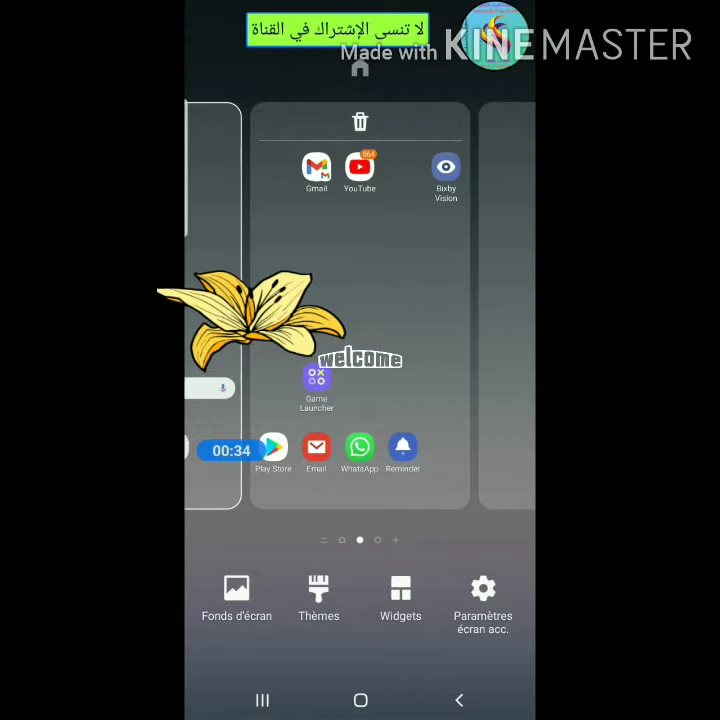 لا تنسى الإشتراك في القناة
Made with KINEMASTER
564
Gmail
YouTube
Bixby
Vision
welcome
Game
Launcher
00:34
Play Store
Email
WhatsApp
Reminder
Fonds d'écran
Thèmes
Widgets
Paramètres
écran acc.